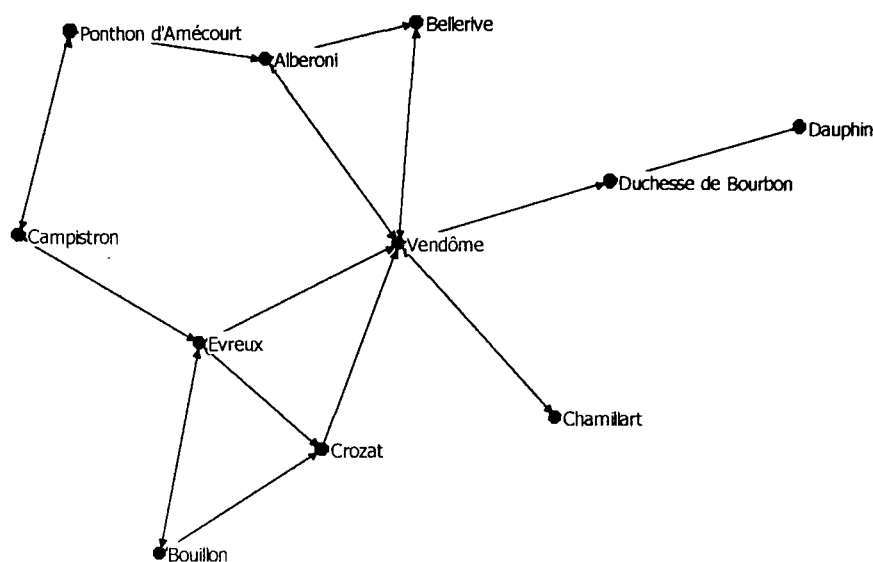 Bellerive
Ponthon d'Amécourt
Alberoni
Dauphin
Duchesse de Bourbon
Campistron
Vendôme
Evreux
Chamillart
Crozat
Bouillon